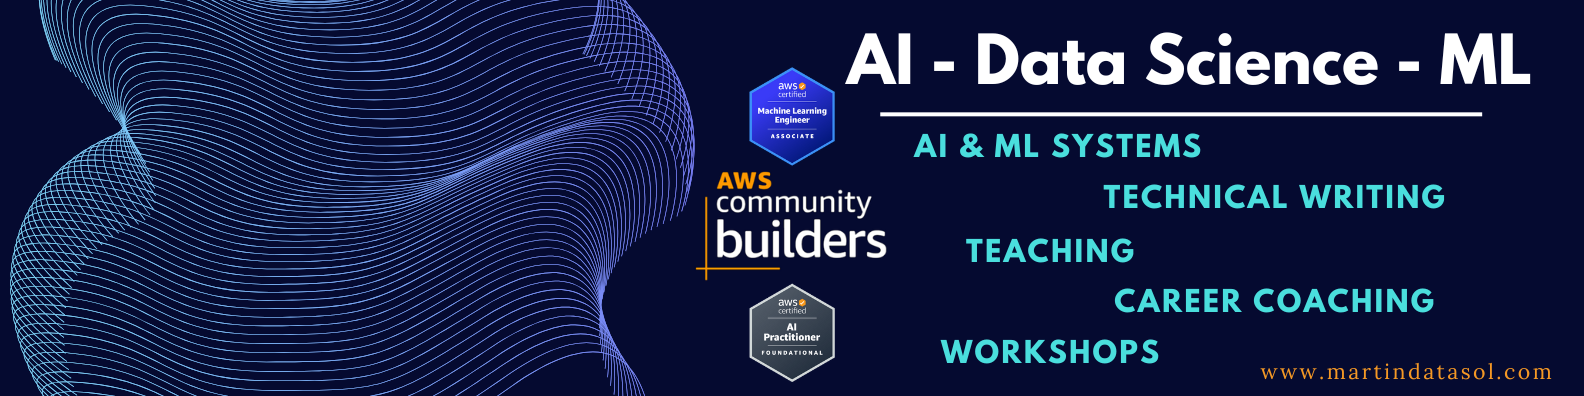 AI - Data Science - ML
aws
certified
Machine Learning
Engineer
ASSOCIATE
AWS
community
builders
aws
certified
AI
Practitioner
FOUNDATIONAL
AI & ML SYSTEMS
TECHNICAL WRITING
TEACHING
CAREER COACHING
WORKSHOPS
www.martindatasol.com